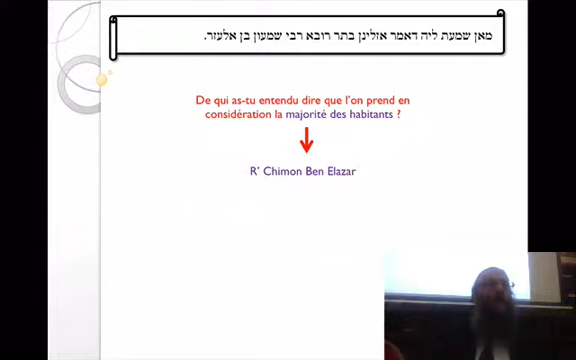 מאן שמעת ליה דאמר אזלינן בתר רובא רבי שמעון בן אלעזר.
De qui as-tu entendu dire que l'on prend en
considération la majorité des habitants ?
R' Chimon Ben Elazar